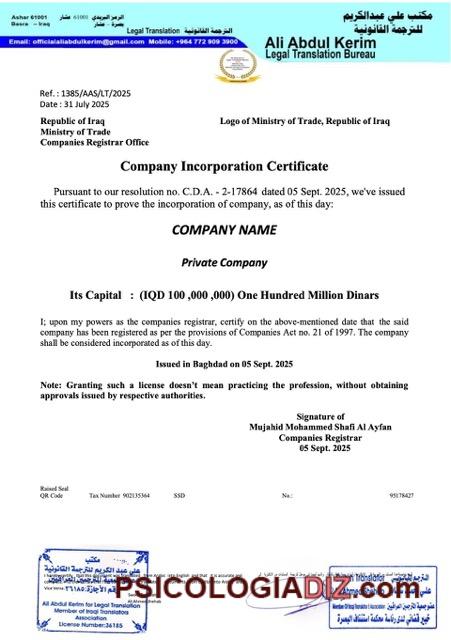 Ashar 61001
Basra – Iraq
الرمز البريدي ٦١٠٠١ عشار
بصرة - عشار
Legal Translation الترجمة القانونية
Email: officialaliabdulkerim@gmail.com Mobile: +964 772 909 3900
مكتب علي عبدالكريم
للترجمة القانونية
Ali Abdul Kerim
Legal Translation Bureau
Ref. : 1385/AAS/LT/2025
Date : 31 July 2025
Republic of Iraq
Ministry of Trade
Companies Registrar Office
Logo of Ministry of Trade, Republic of Iraq
Company Incorporation Certificate
Pursuant to our resolution no. C.D.A. - 2-17864 dated 05 Sept. 2025, we've issued
this certificate to prove the incorporation of company, as of this day:
COMPANY NAME
Private Company
Its Capital : (IQD 100 ,000 ,000) One Hundred Million Dinars
I; upon my powers as the companies registrar, certify on the above-mentioned date that the said
company has been registered as per the provisions of Companies Act no. 21 of 1997. The company
shall be considered incorporated as of this day.
Issued in Baghdad on 05 Sept. 2025
Note: Granting such a license doesn't mean practicing the profession, without obtaining
approvals issued by respective authorities.
Signature of
Mujahid Mohammed Shafi Al Ayfan
Companies Registrar
05 Sept. 2025
Raised Seal
QR Code Tax Number 902135364 SSD No.: 95178427
مكتب
علي عبد الكريم للترجمة القانونية
رقم الأجازة:٣٦١٨٥
Ali Abdul Kerim for Legal Translation
Member of Iraqi Translators
Association
License Number:36185
PSICOLOGIADIZ.com